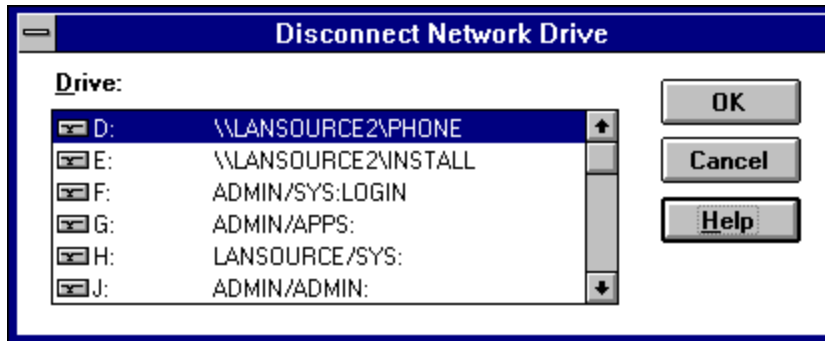 Disconnect Network Drive
Drive:
D: \\LANSOURCE2\PHONE
E: \\LANSOURCE2\INSTALL
F: ADMIN/SYS:LOGIN
G: ADMIN/APPS:
H: LANSOURCE/SYS:
J: ADMIN/ADMIN:
OK
Cancel
Help